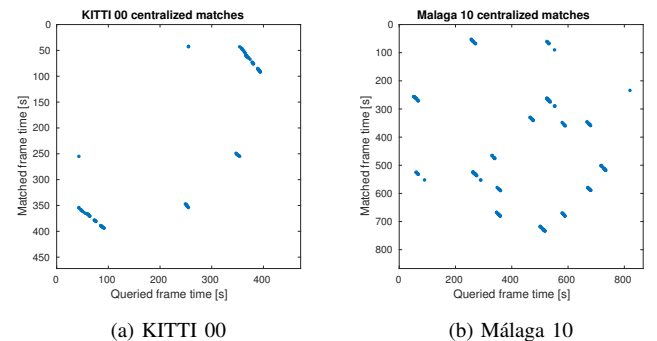 KITTI 00 centralized matches
0
50
100
150
200
250
300
350
400
450
Matched frame time [s]
0 100 200 300 400
Queried frame time [s]
(a) KITTI 00
Malaga 10 centralized matches
0
100
200
300
400
500
600
700
800
Matched frame time [s]
0 200 400 600 800
Queried frame time [s]
(b) Málaga 10